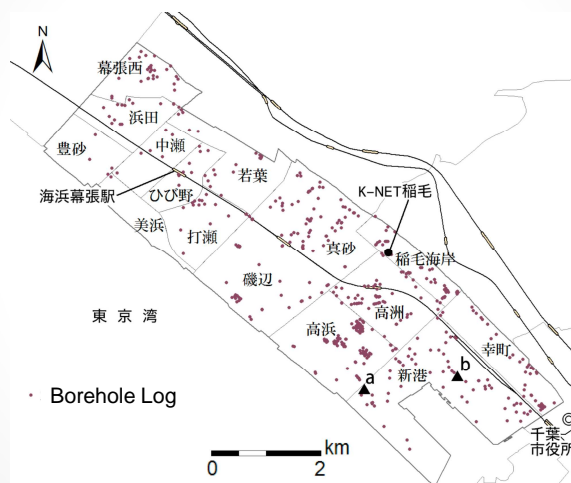 N
幕張西
浜田
豊砂
中瀬
若葉
海浜幕張駅
ひび野
K-NET稲毛
美浜
打瀬
真砂
稲毛海岸
磯辺
東京湾
高洲
高浜
幸町
a
新港
b
Borehole Log
千葉
市役所
km
0
2